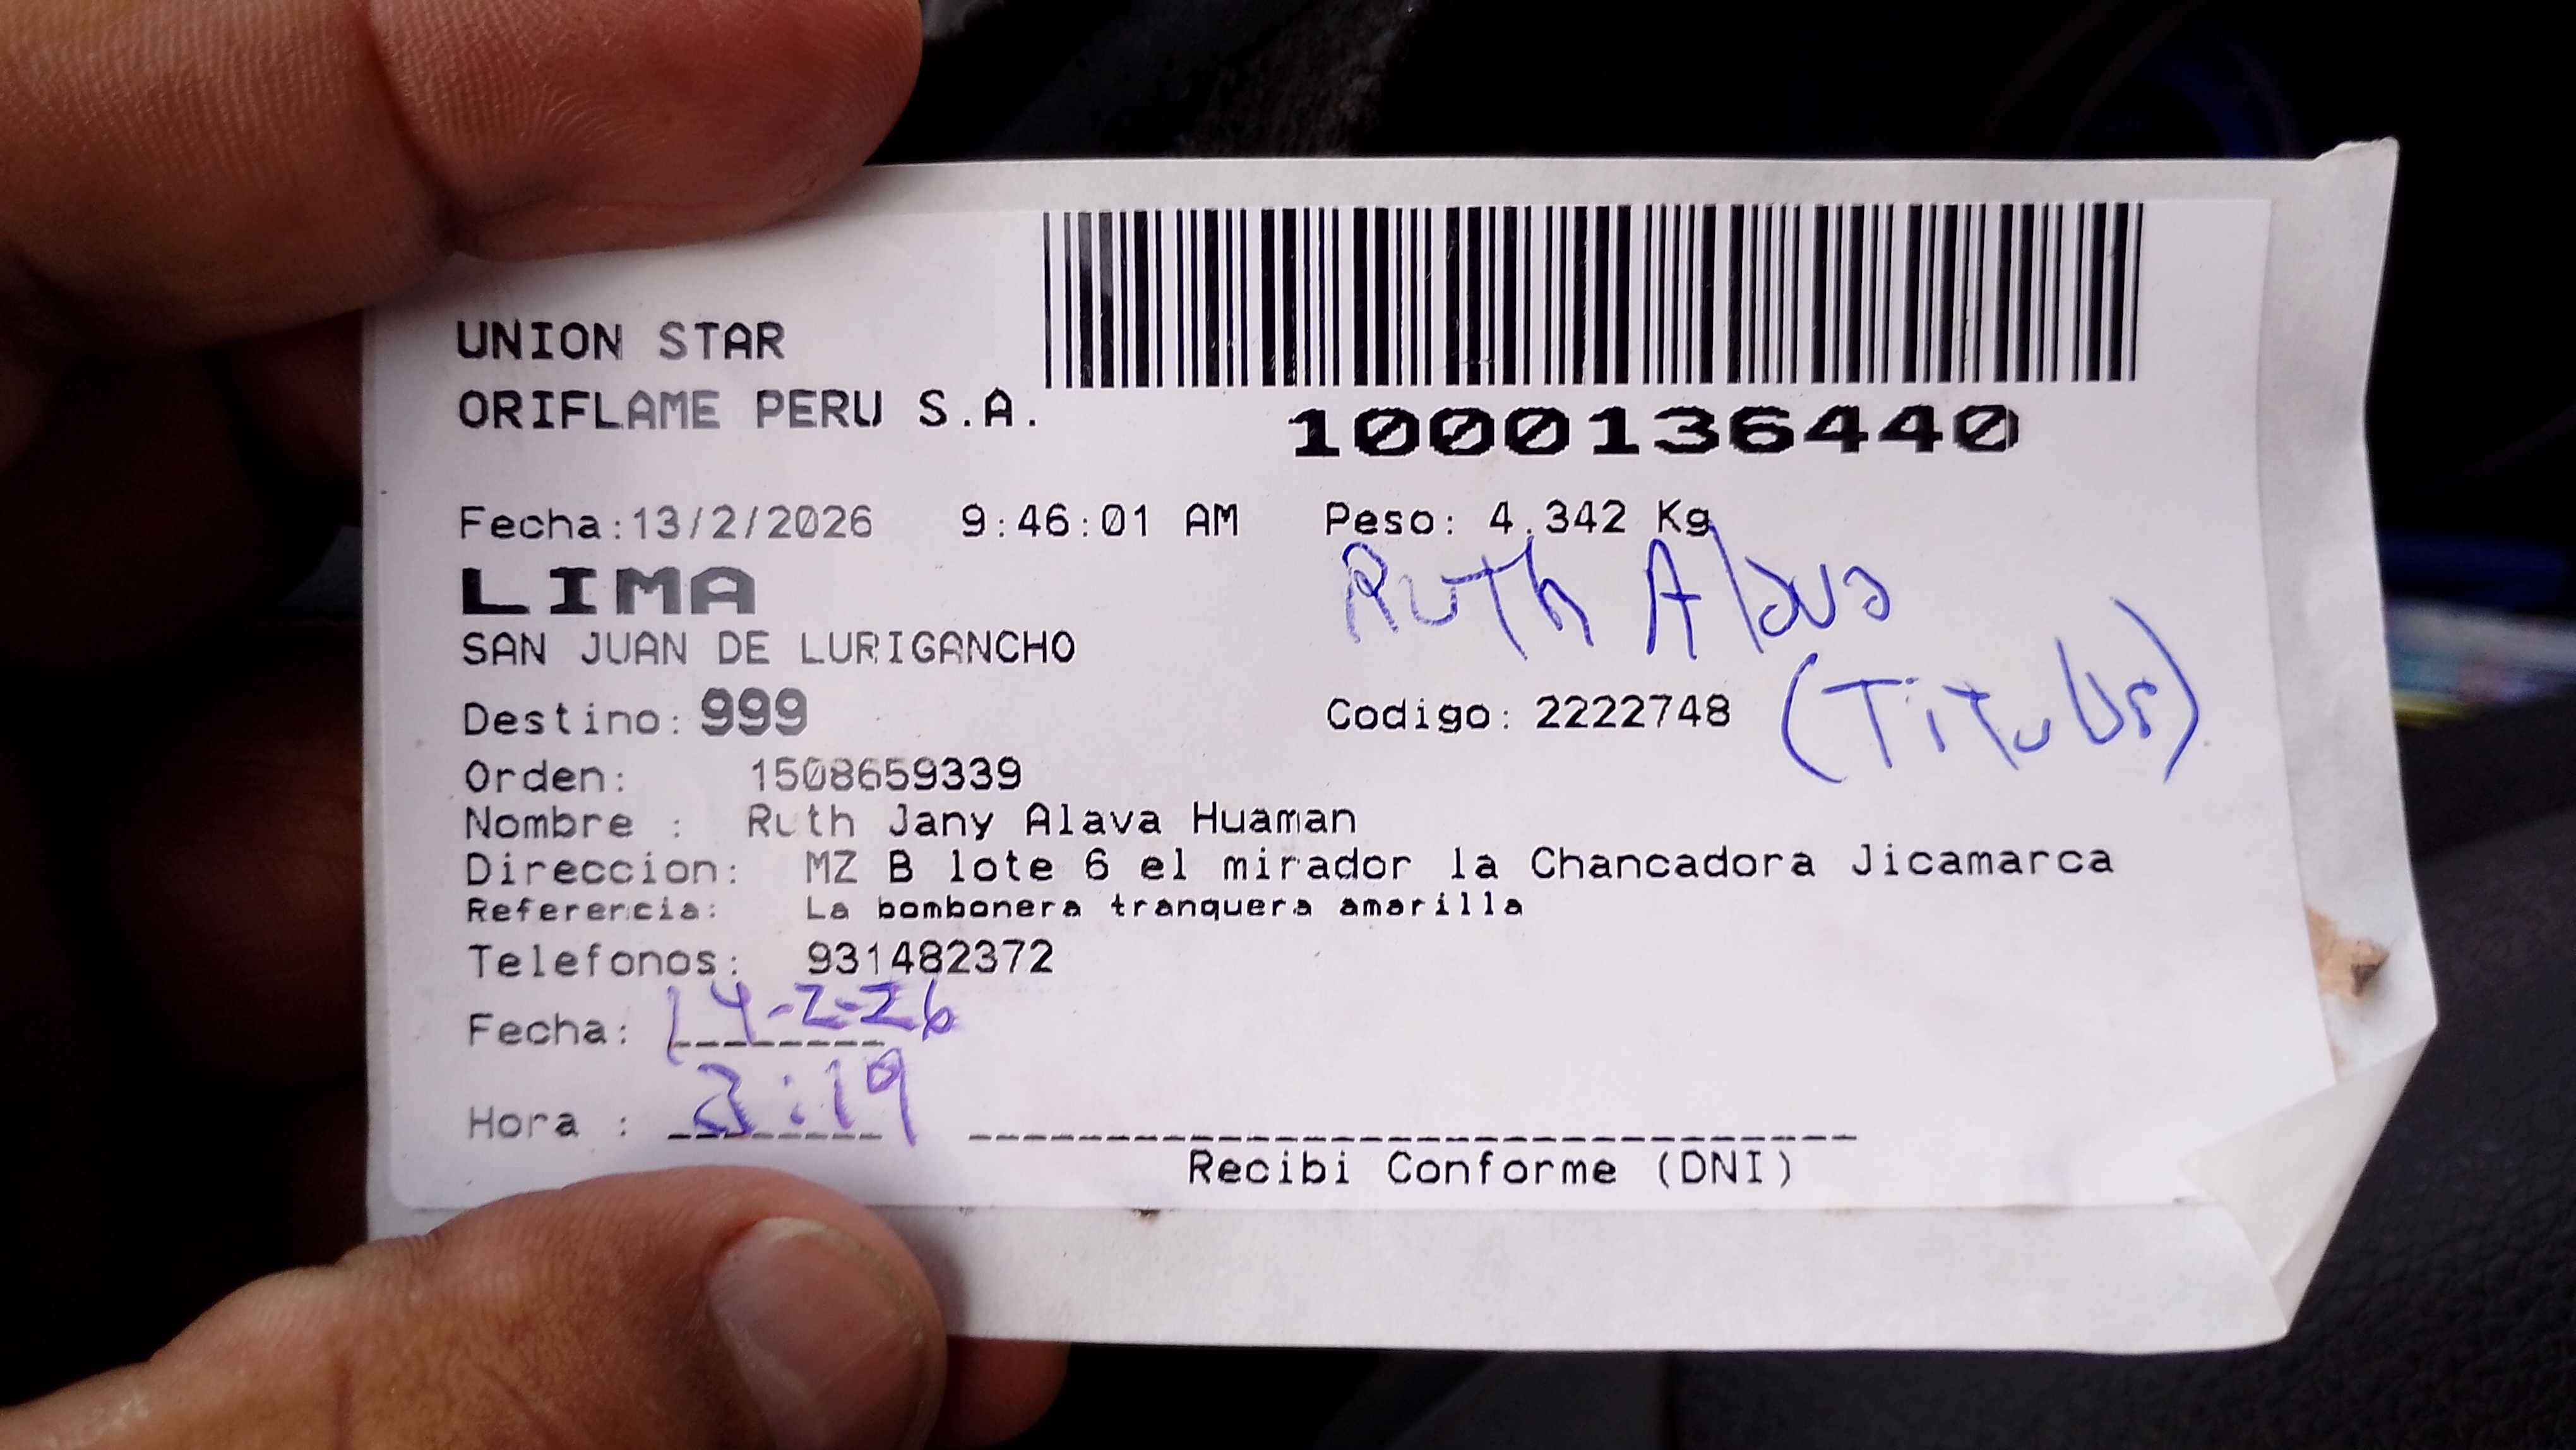 UNION STAR
ORIFLAME PERU S.A.
1000136440
Fecha:13/2/2026 9:46:01 AM Peso: 4.342 Kg
LIMA
Ruth Alava
SAN JUAN DE LURIGANCHO
(Titular)
Destino: 999 Codigo: 2222748
Orden: 1508659339
Nombre : Ruth Jany Alava Huaman
Direccion: MZ B lote 6 el mirador la Chancadora Jicamarca
Referencia: La bombonera tranquera amarilla
Telefonos: 931482372
Fecha: 14-2-26
Hora : 3:19
Recibi Conforme (DNI)